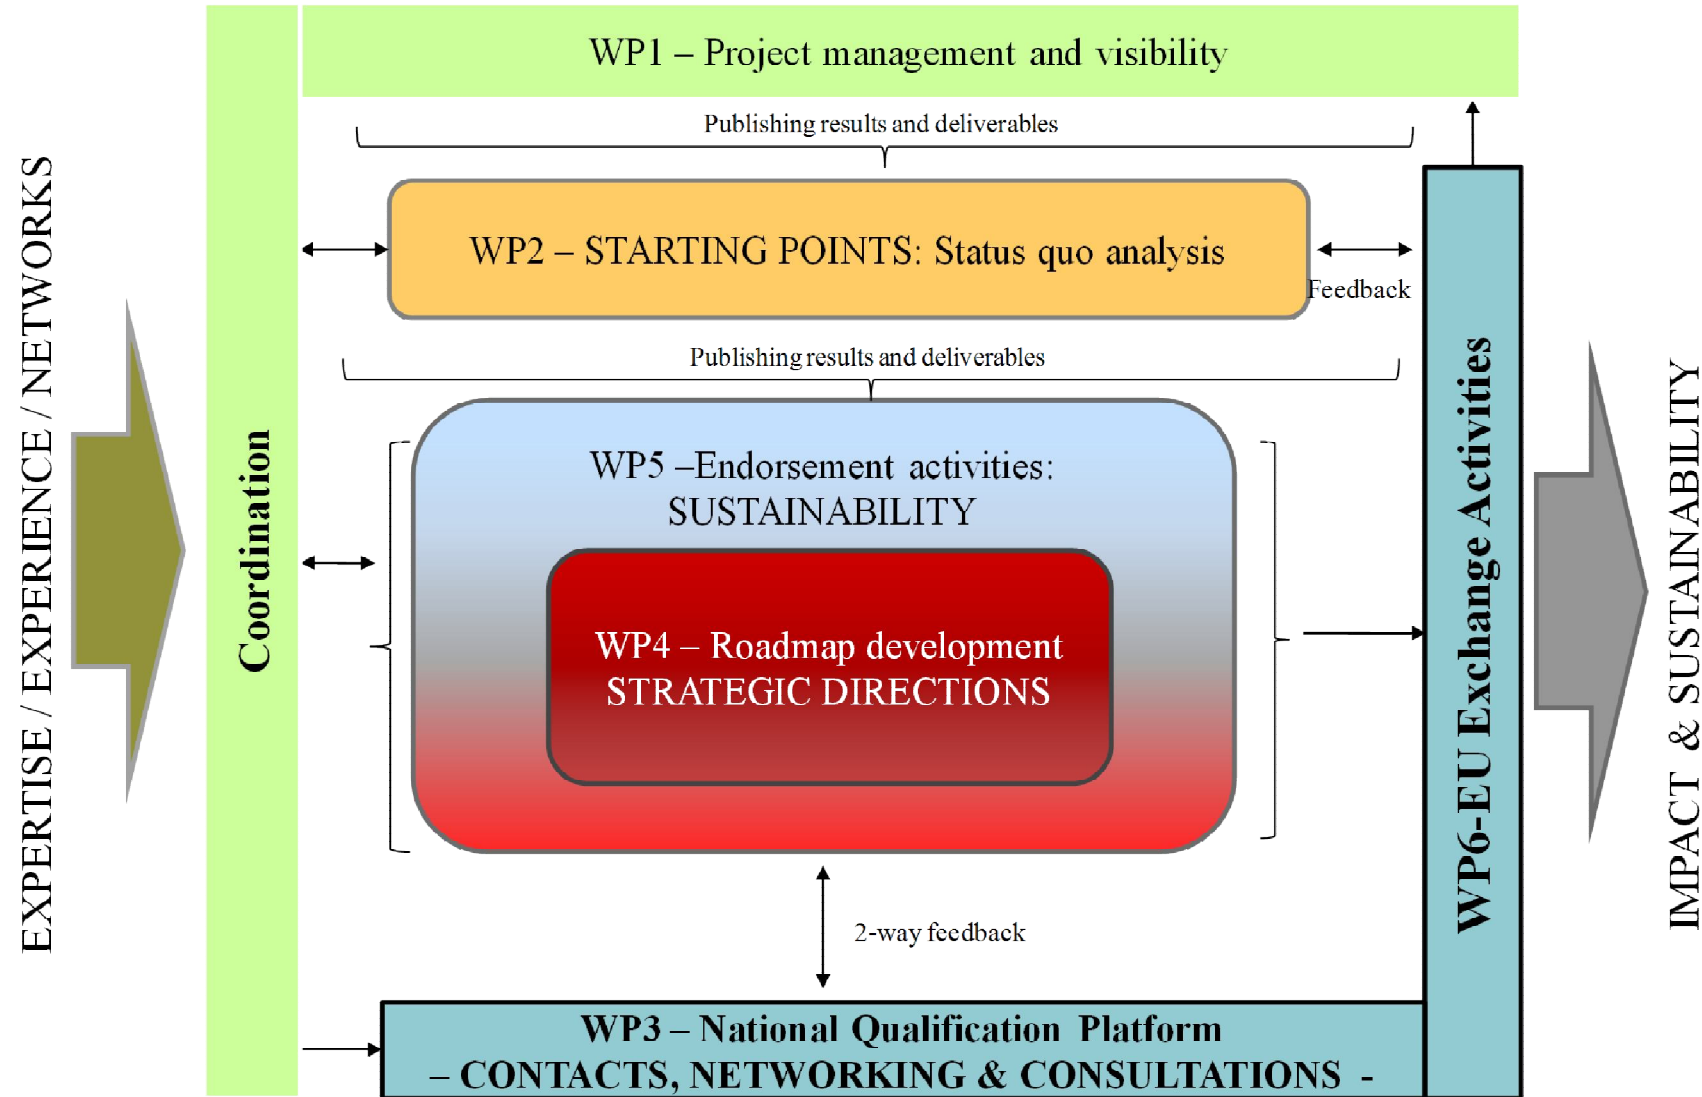 WP1 – Project management and visibility
Publishing results and deliverables
WP2 – STARTING POINTS: Status quo analysis
Feedback
Publishing results and deliverables
WP5 –Endorsement activities:
SUSTAINABILITY
WP4 – Roadmap development
STRATEGIC DIRECTIONS
2-way feedback
WP3 – National Qualification Platform
– CONTACTS, NETWORKING & CONSULTATIONS -
EXPERTISE / EXPERIENCE / NETWORKS
Coordination
WP6-EU Exchange Activities
IMPACT & SUSTAINABILITY